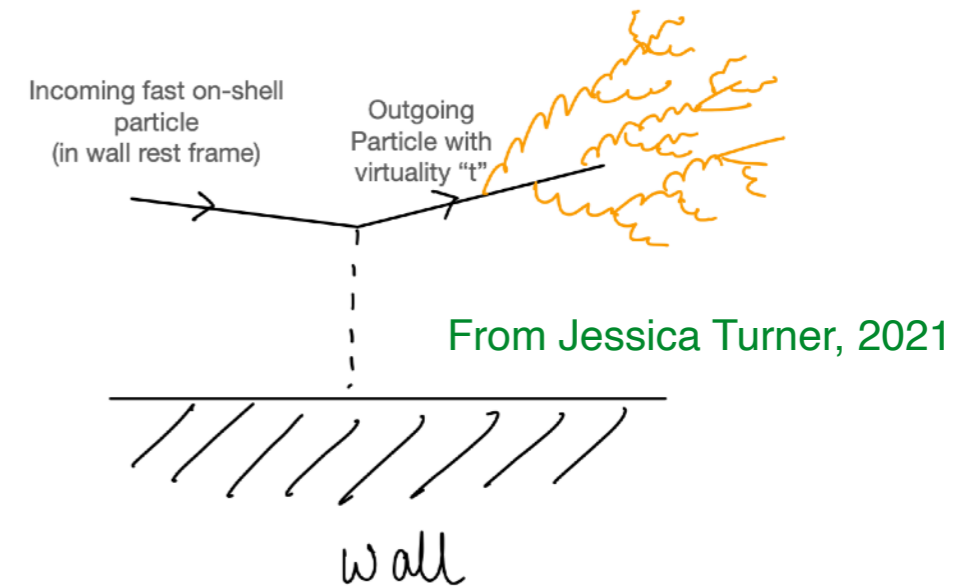 Incoming fast on-shell
particle
(in wall rest frame)
Outgoing
Particle with
virtuality “t”
From Jessica Turner, 2021
wall